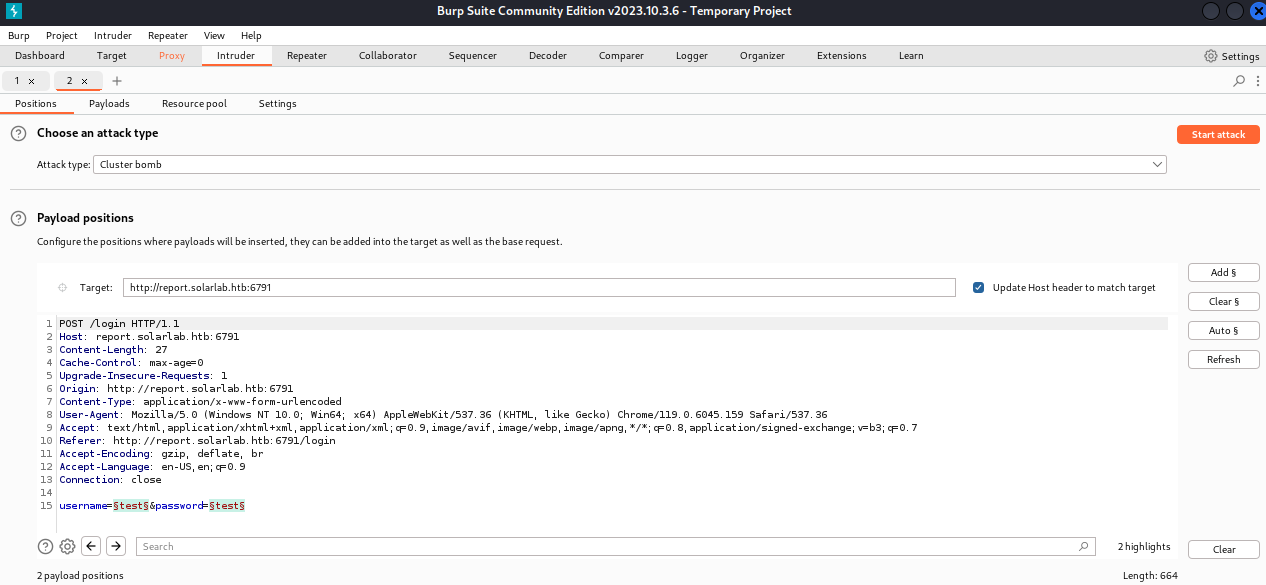 Burp Suite Community Edition v2023.10.3.6 - Temporary Project
Burp Project Intruder Repeater View Help
Dashboard Target Proxy Intruder Repeater Collaborator Sequencer Decoder Comparer Logger Organizer Extensions Learn Settings
1 × 2 × +
Positions Payloads Resource pool Settings
? Choose an attack type
Start attack
Attack type: Cluster bomb
? Payload positions
Configure the positions where payloads will be inserted, they can be added into the target as well as the base request.
Add §
Target: http://report.solarlab.htb:6791 Update Host header to match target
Clear §
Auto §
Refresh
1 POST /login HTTP/1.1
2 Host: report.solarlab.htb:6791
3 Content-Length: 27
4 Cache-Control: max-age=0
5 Upgrade-Insecure-Requests: 1
6 Origin: http://report.solarlab.htb:6791
7 Content-Type: application/x-www-form-urlencoded
8 User-Agent: Mozilla/5.0 (Windows NT 10.0; Win64; x64) AppleWebKit/537.36 (KHTML, like Gecko) Chrome/119.0.6045.159 Safari/537.36
9 Accept: text/html,application/xhtml+xml,application/xml;q=0.9,image/avif,image/webp,image/apng,*/*;q=0.8,application/signed-exchange;v=b3;q=0.7
10 Referer: http://report.solarlab.htb:6791/login
11 Accept-Encoding: gzip, deflate, br
12 Accept-Language: en-US,en;q=0.9
13 Connection: close
14
15 username=§test§&password=§test§
? Search 2 highlights Clear
2 payload positions Length: 664